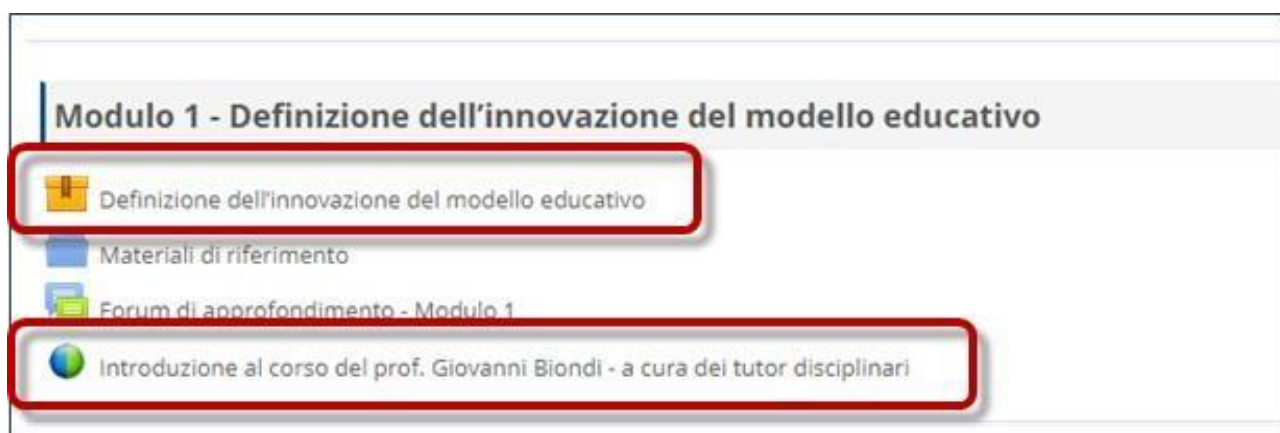 Modulo 1 - Definizione dell’innovazione del modello educativo
Definizione dell'innovazione del modello educativo
Materiali di riferimento
Forum di approfondimento - Modulo 1
Introduzione al corso del prof. Giovanni Biondi - a cura dei tutor disciplinari